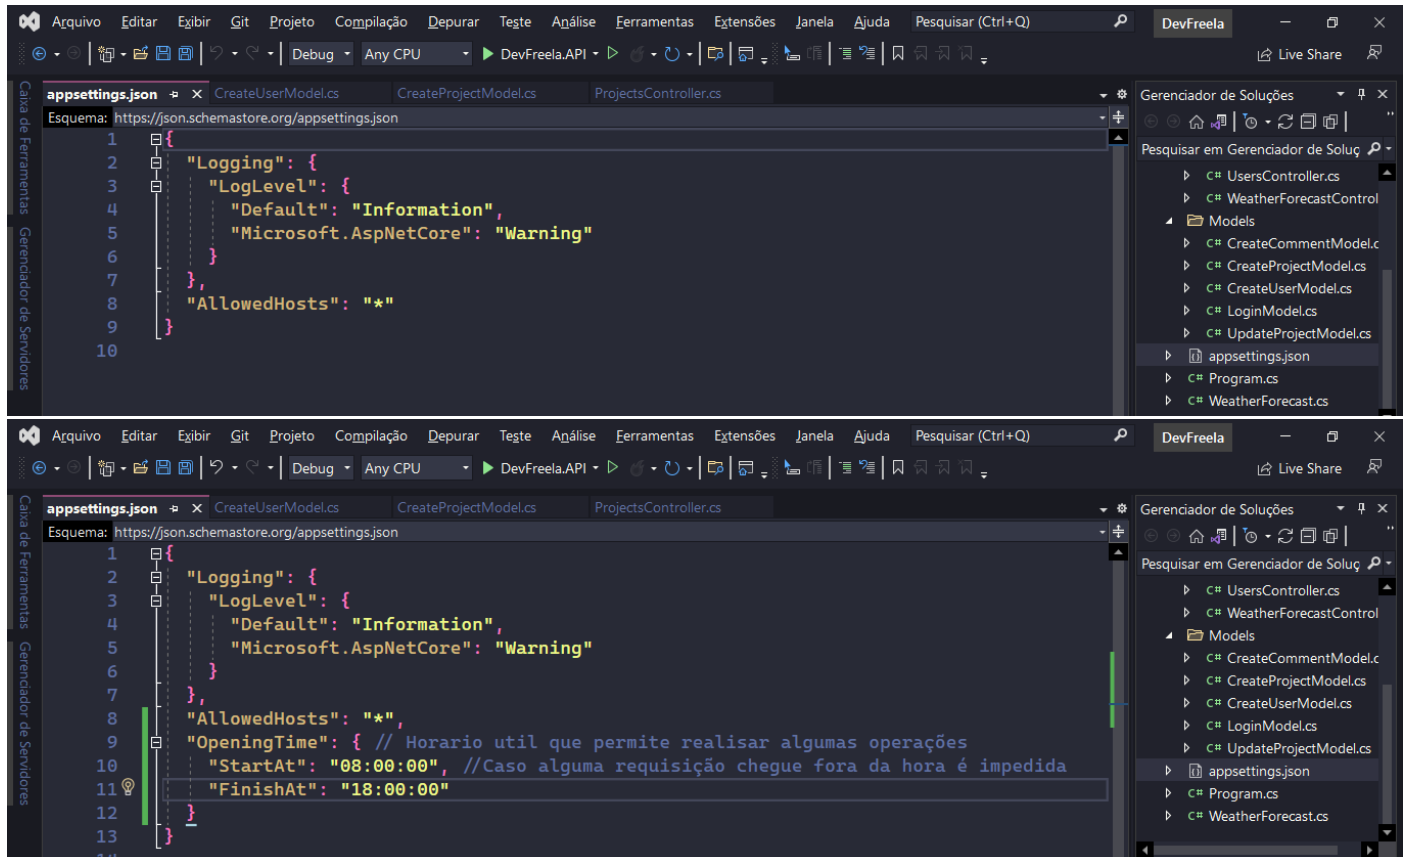 Arquivo Editar Exibir Git Projeto Compilação Depurar Teste Análise Ferramentas Extensões Janela Ajuda Pesquisar (Ctrl+Q) DevFreela
Debug Any CPU DevFreela.API Live Share
Caixa de Ferramentas
Gerenciador de Servidores
appsettings.json CreateUserModel.cs CreateProjectModel.cs ProjectsController.cs
Esquema: https://json.schemastore.org/appsettings.json
1 {
2 "Logging": {
3 "LogLevel": {
4 "Default": "Information",
5 "Microsoft.AspNetCore": "Warning"
6 }
7 },
8 "AllowedHosts": "*"
9 }
10
Gerenciador de Soluções
Pesquisar em Gerenciador de Soluç
C# UsersController.cs
C# WeatherForecastControl
Models
C# CreateCommentModel.c
C# CreateProjectModel.cs
C# CreateUserModel.cs
C# LoginModel.cs
C# UpdateProjectModel.cs
appsettings.json
C# Program.cs
C# WeatherForecast.cs
Arquivo Editar Exibir Git Projeto Compilação Depurar Teste Análise Ferramentas Extensões Janela Ajuda Pesquisar (Ctrl+Q) DevFreela
Debug Any CPU DevFreela.API Live Share
Caixa de Ferramentas
Gerenciador de Servidores
appsettings.json CreateUserModel.cs CreateProjectModel.cs ProjectsController.cs
Esquema: https://json.schemastore.org/appsettings.json
1 {
2 "Logging": {
3 "LogLevel": {
4 "Default": "Information",
5 "Microsoft.AspNetCore": "Warning"
6 }
7 },
8 "AllowedHosts": "*",
9 "OpeningTime": { // Horario util que permite realisar algumas operações
10 "StartAt": "08:00:00", //Caso alguma requisição chegue fora da hora é impedida
11 "FinishAt": "18:00:00"
12 }
13 }
Gerenciador de Soluções
Pesquisar em Gerenciador de Soluç
C# UsersController.cs
C# WeatherForecastControl
Models
C# CreateCommentModel.c
C# CreateProjectModel.cs
C# CreateUserModel.cs
C# LoginModel.cs
C# UpdateProjectModel.cs
appsettings.json
C# Program.cs
C# WeatherForecast.cs